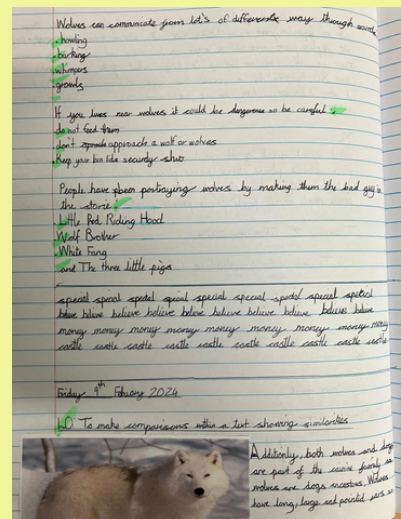 Wolves can communicate from lot's of different way through sounds
• howling
• barking
• whimpers
• growls
If you lives near wolves it could be dangerous so be careful
• do not feed them
• don't approach a wolf or wolves
• Keep your bin lids securely shut
People have been portraying wolves by making them the bad guy in
the storie
• Little Red Riding Hood
• Wolf Brother
• White Fang
and The three little pigs
special special special special special special special special special
believe believe believe believe believe believe believe believe
money money money money money money money money money
castle castle castle castle castle castle castle castle castle
Friday 9th February 2024
LO To make comparisons within a text showing similarities
Additionly, both wolves and dogs
are part of the canine family as
wolves are dogs ancestors. Wolves
have long, large and pointed ears